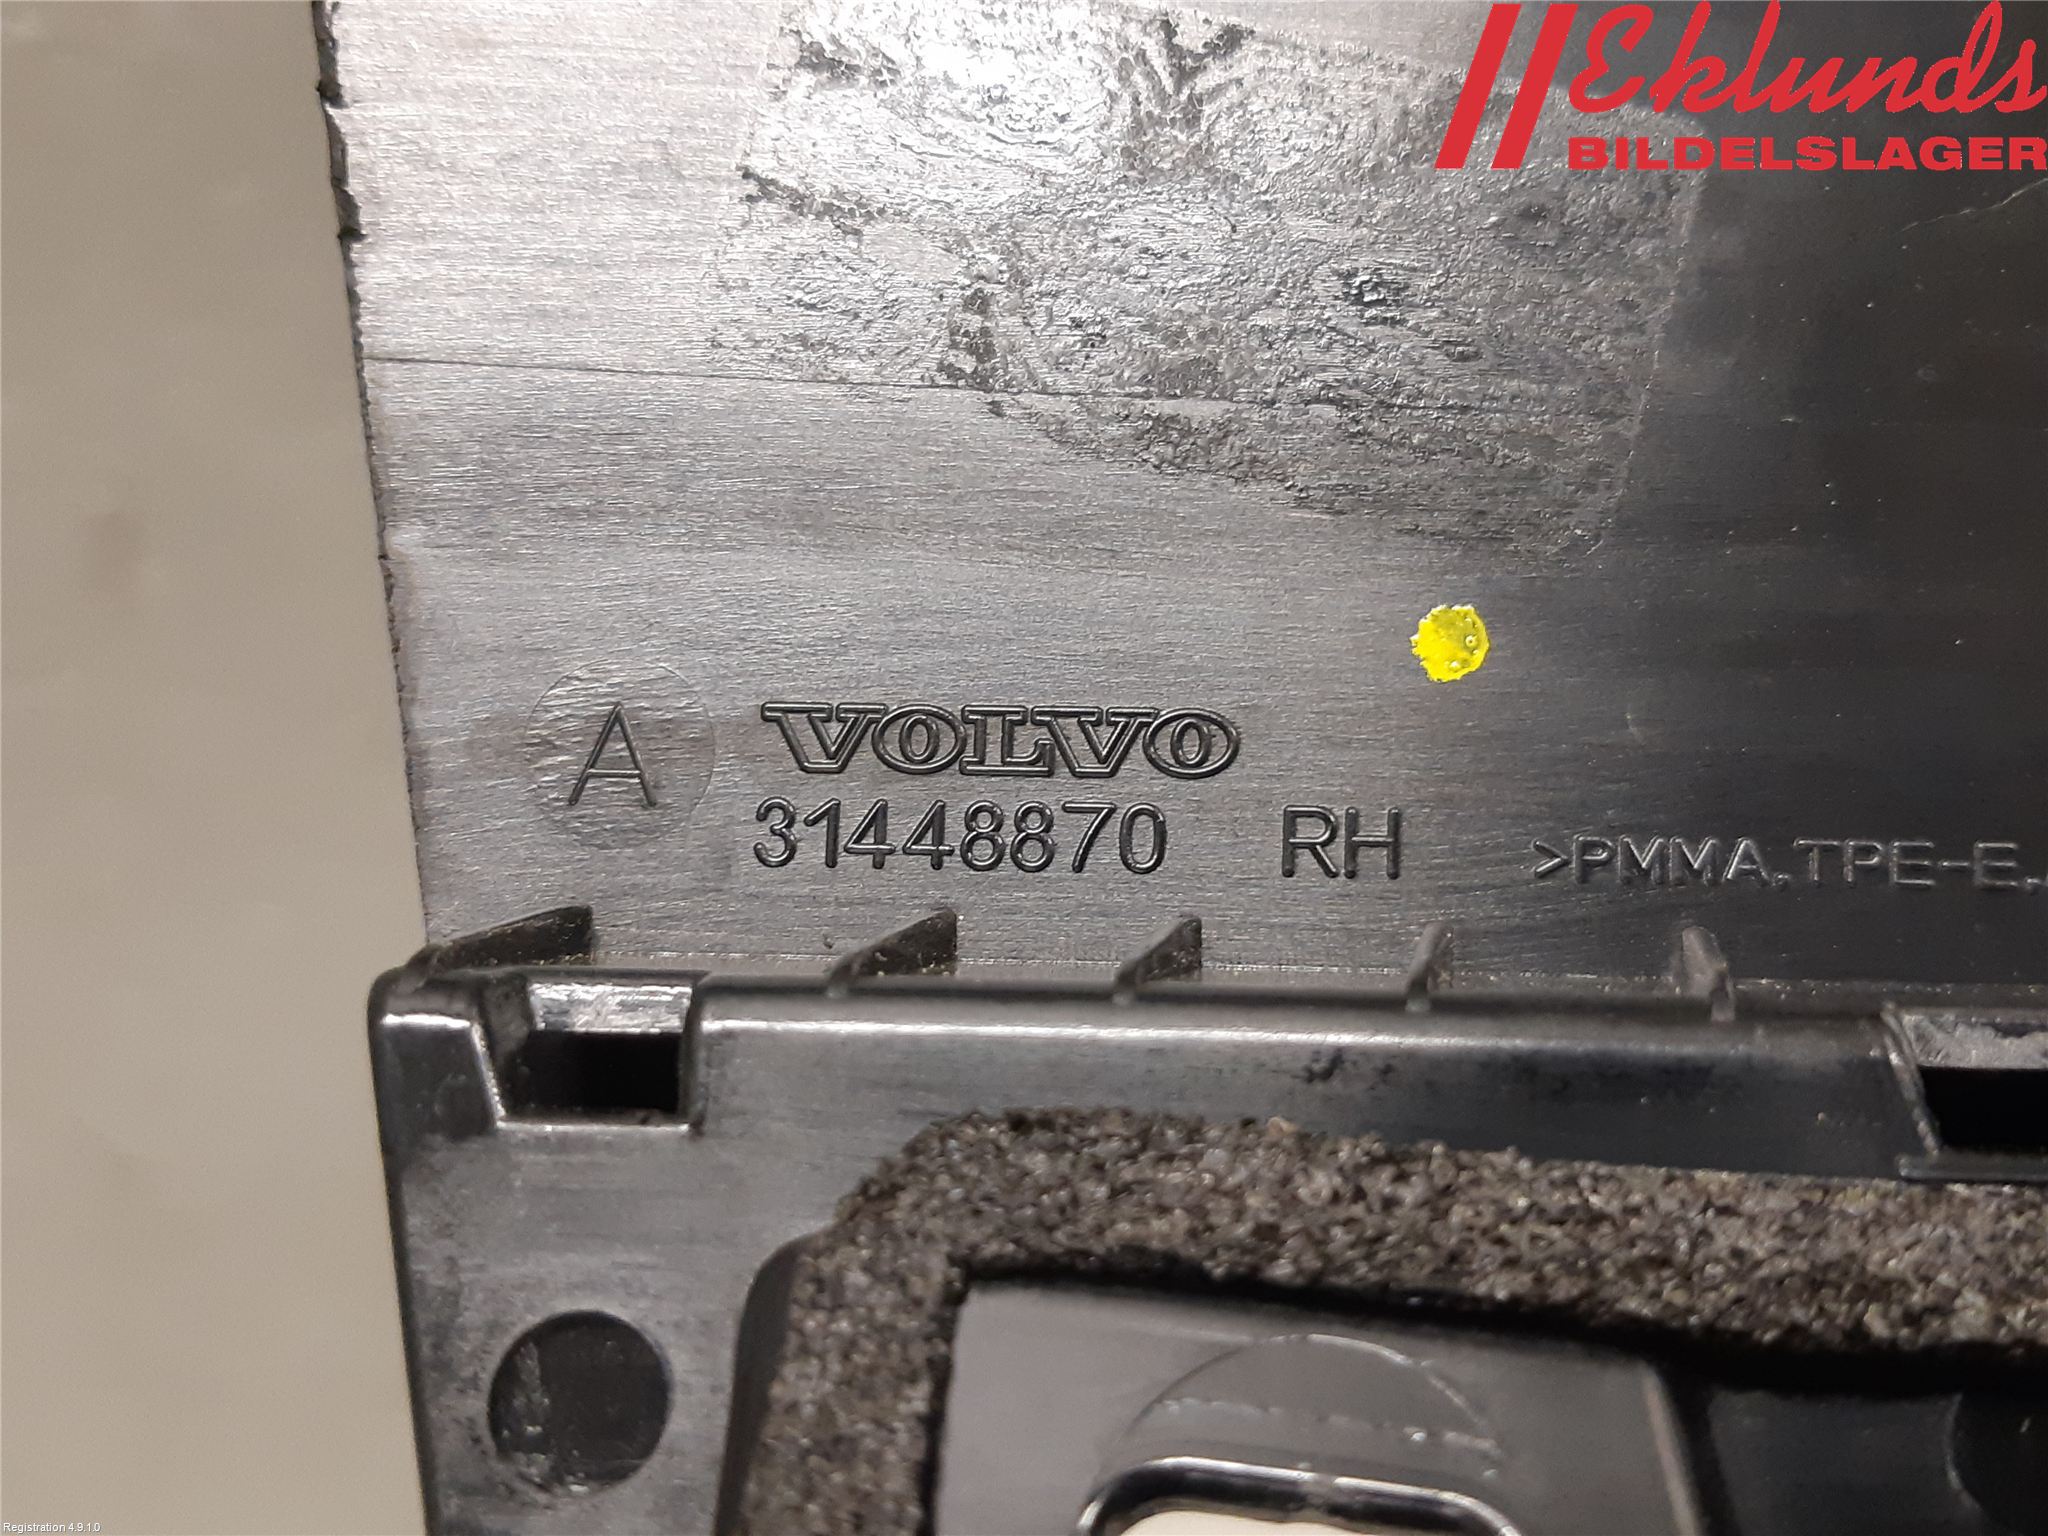 Eklunds
BILDELSLAGER
A
VOLVO
31448870 RH
>PMMA,TPE-E,
Registration 4.9.1.0